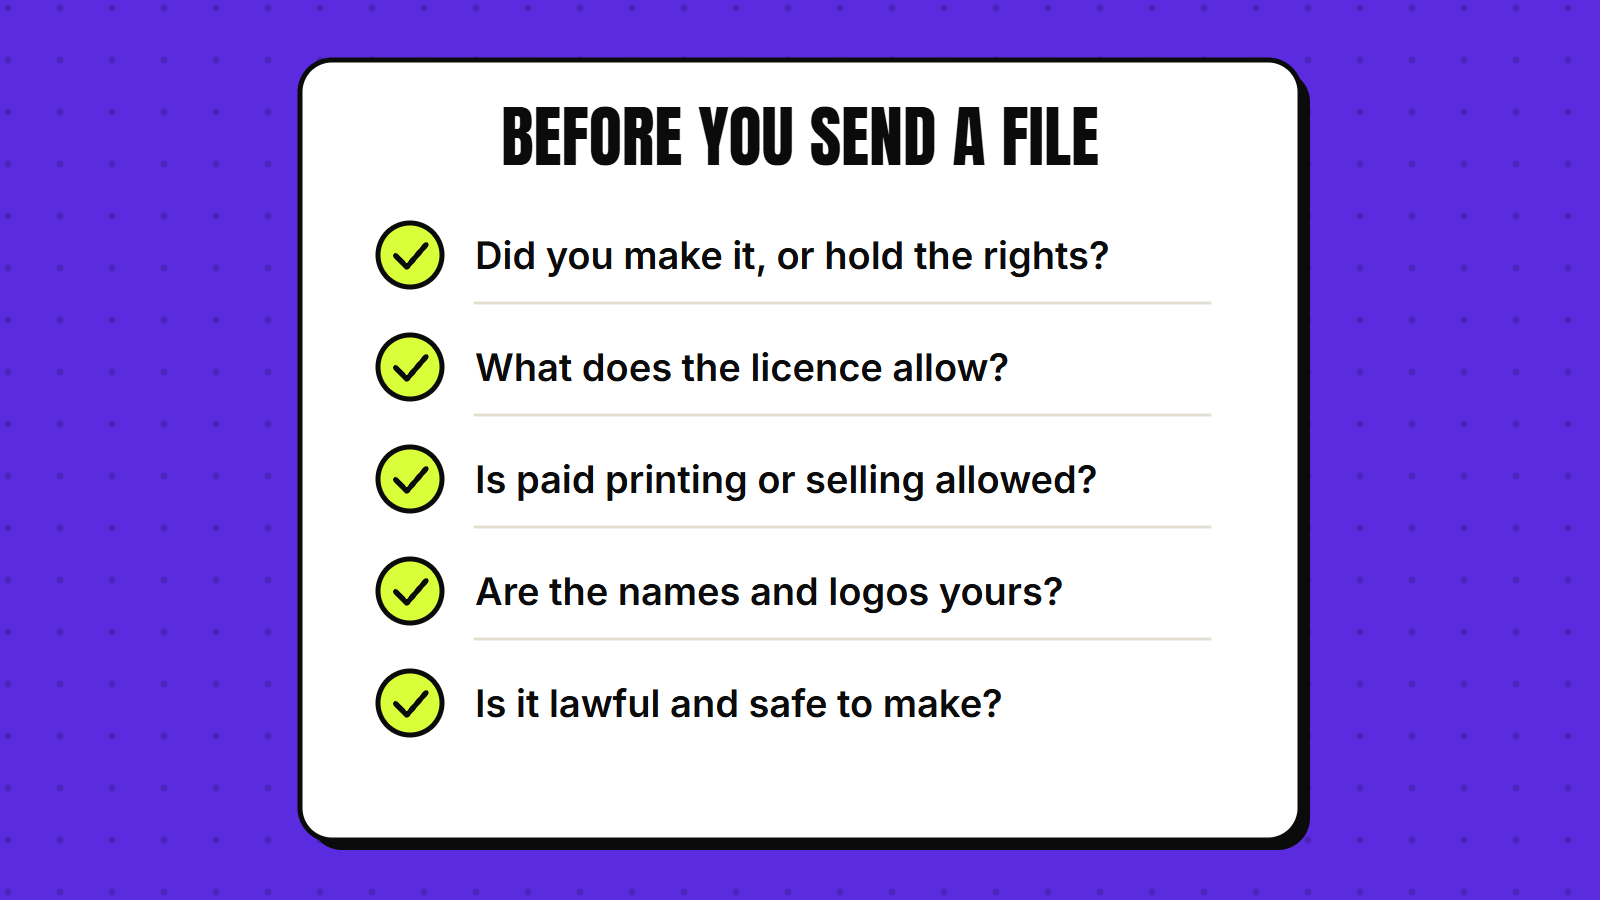 BEFORE YOU SEND A FILE
Did you make it, or hold the rights?
What does the licence allow?
Is paid printing or selling allowed?
Are the names and logos yours?
Is it lawful and safe to make?